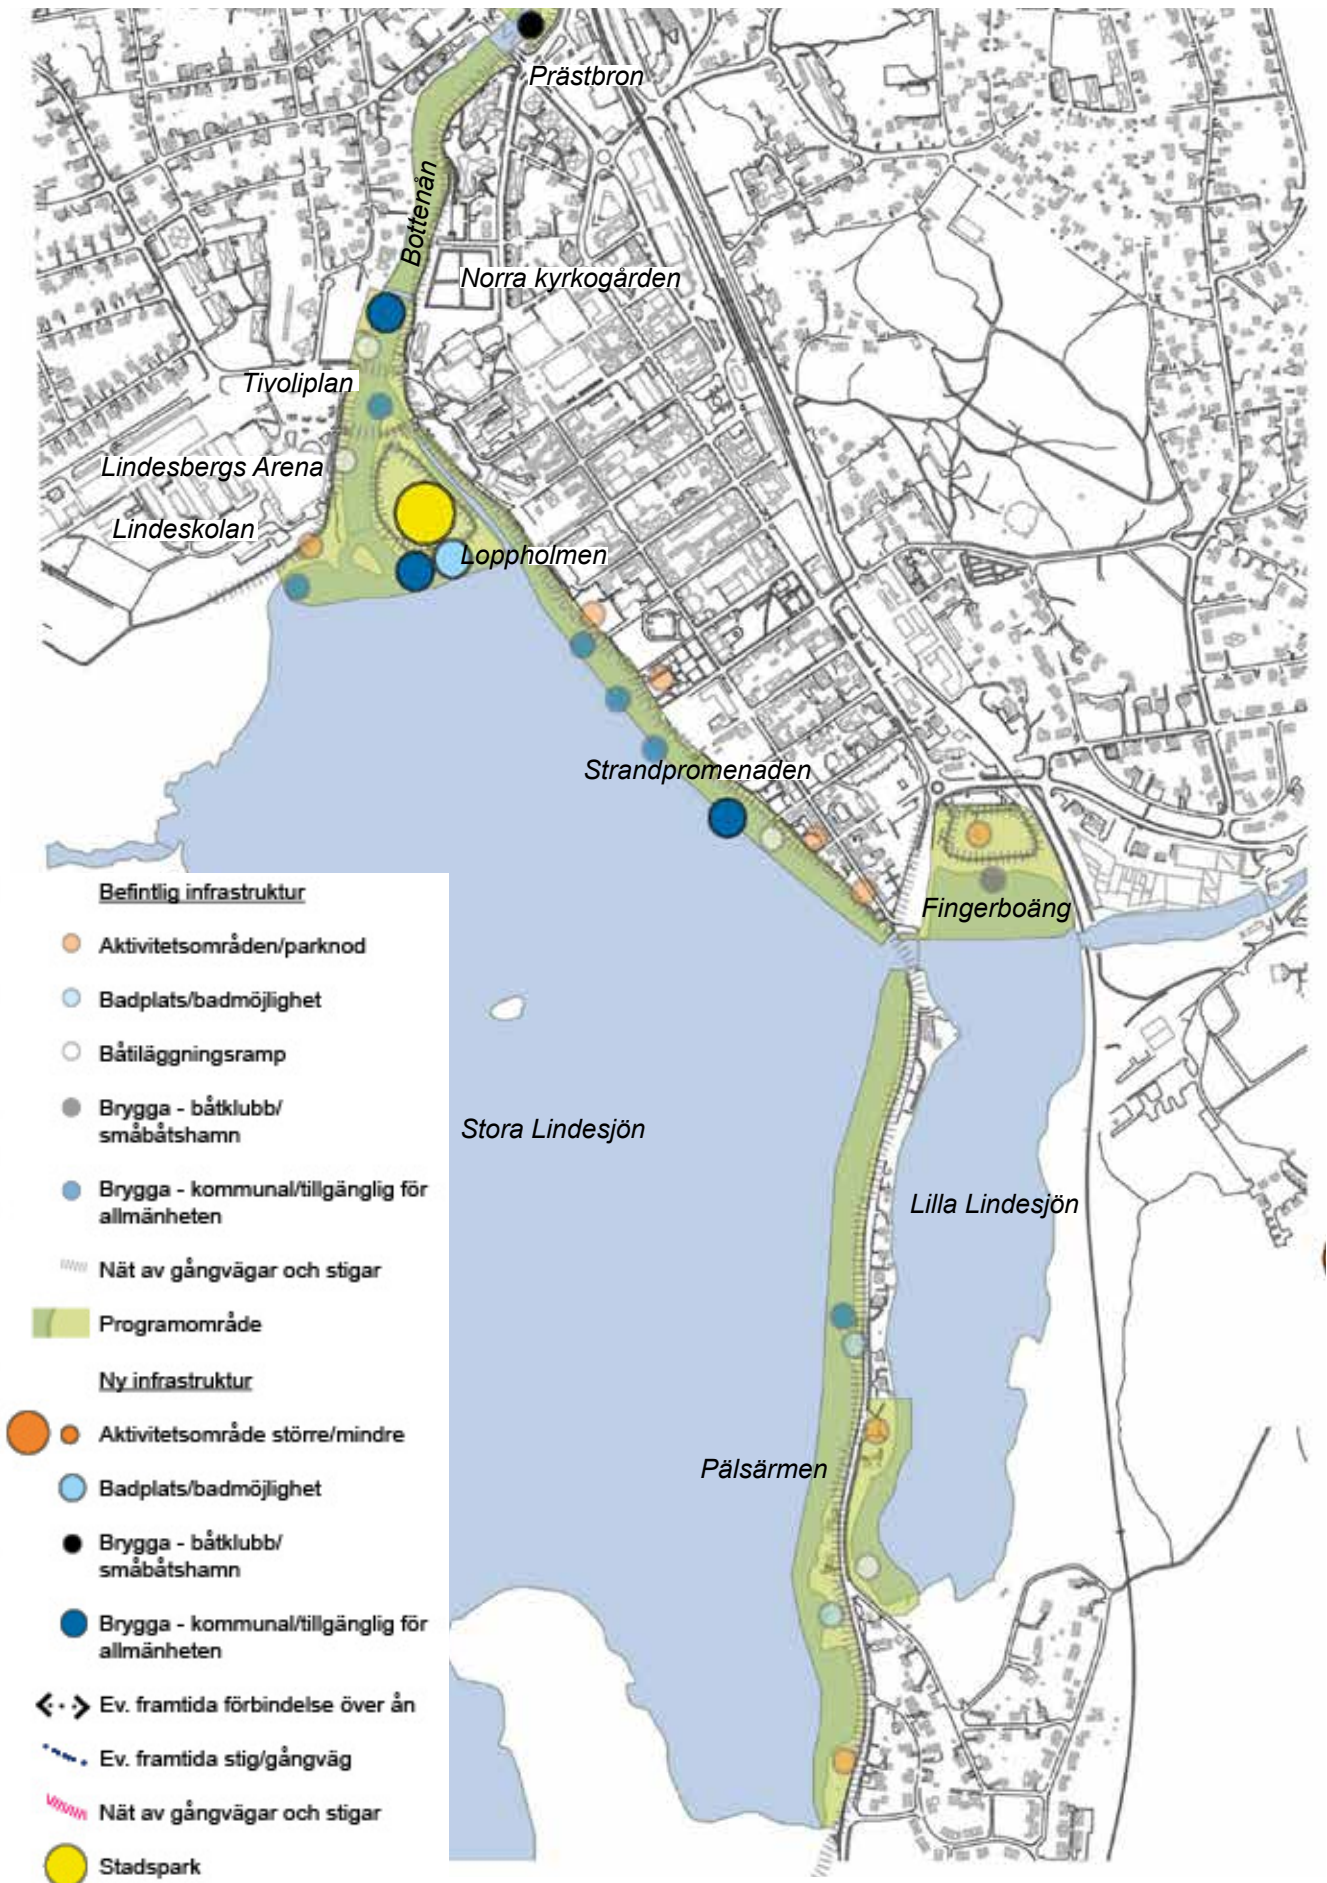 Prästbron
Bottenån
Norra kyrkogården
Tivoliplan
Lindesbergs Arena
Lindeskolan
Loppholmen
Strandpromenaden
Fingerboäng
Stora Lindesjön
Lilla Lindesjön
Pälsärmen
Befintlig infrastruktur
Aktivitetsområden/parknod
Badplats/badmöjlighet
Båtiläggningsramp
Brygga - båtklubb/
småbåtshamn
Brygga - kommunal/tillgänglig för
allmänheten
Nät av gångvägar och stigar
Programområde
Ny infrastruktur
Aktivitetsområde större/mindre
Badplats/badmöjlighet
Brygga - båtklubb/
småbåtshamn
Brygga - kommunal/tillgänglig för
allmänheten
Ev. framtida förbindelse över ån
Ev. framtida stig/gångväg
Nät av gångvägar och stigar
Stadspark